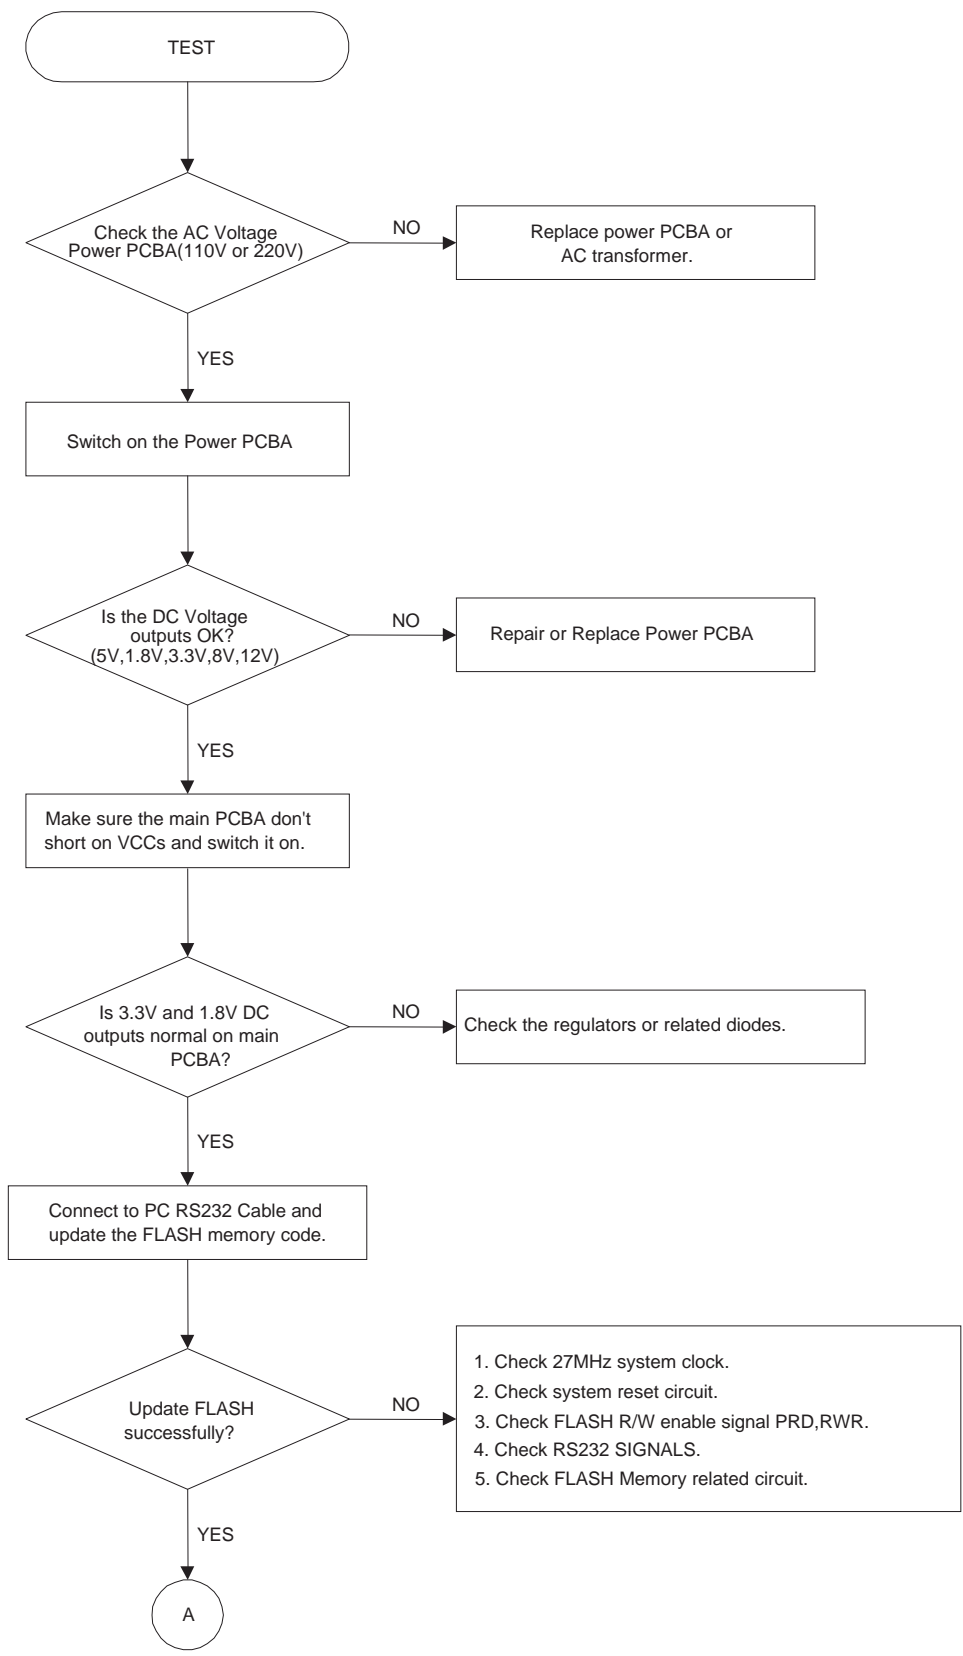 TEST
Check the AC Voltage
Power PCBA(110V or 220V)
NO
Replace power PCBA or
AC transformer.
YES
Switch on the Power PCBA
Is the DC Voltage
outputs OK?
(5V,1.8V,3.3V,8V,12V)
NO
Repair or Replace Power PCBA
YES
Make sure the main PCBA don't
short on VCCs and switch it on.
Is 3.3V and 1.8V DC
outputs normal on main
PCBA?
NO
Check the regulators or related diodes.
YES
Connect to PC RS232 Cable and
update the FLASH memory code.
Update FLASH
successfully?
NO
1. Check 27MHz system clock.
2. Check system reset circuit.
3. Check FLASH R/W enable signal PRD,RWR.
4. Check RS232 SIGNALS.
5. Check FLASH Memory related circuit.
YES
A